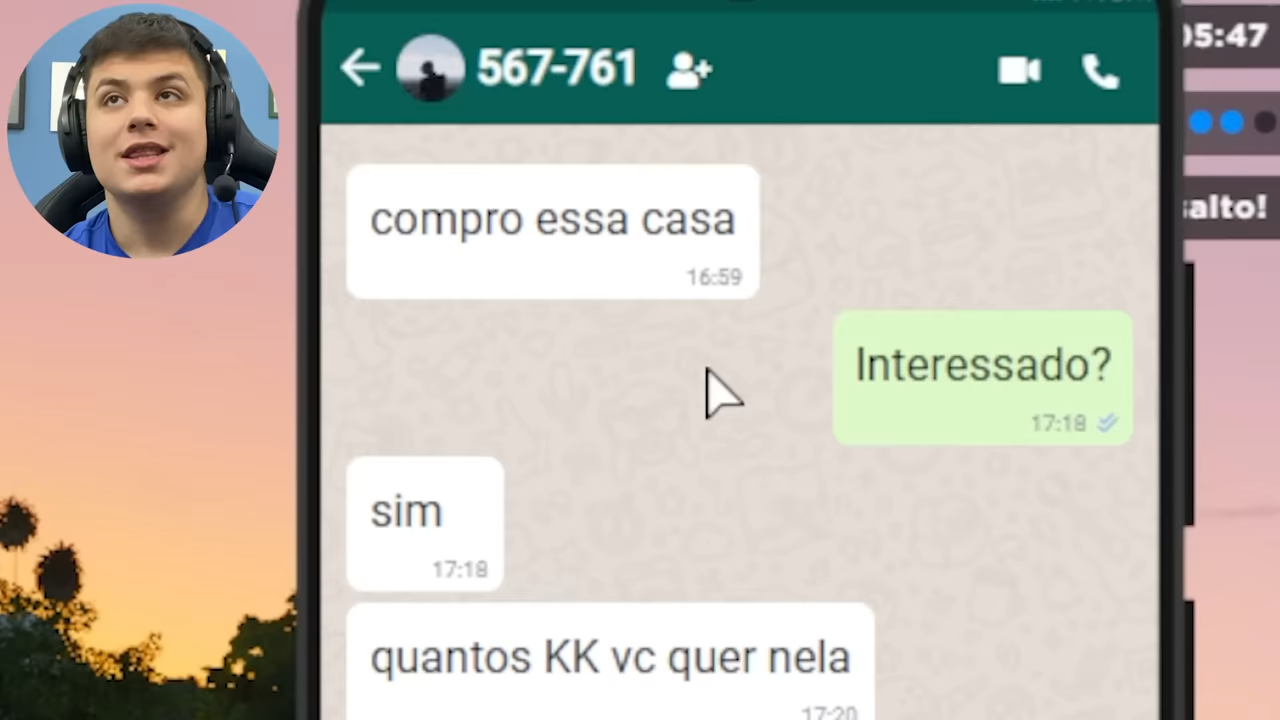 567-761
05:47
compro essa casa
16:59
salto!
Interessado?
17:18
sim
17:18
quantos KK vc quer nela
17:20